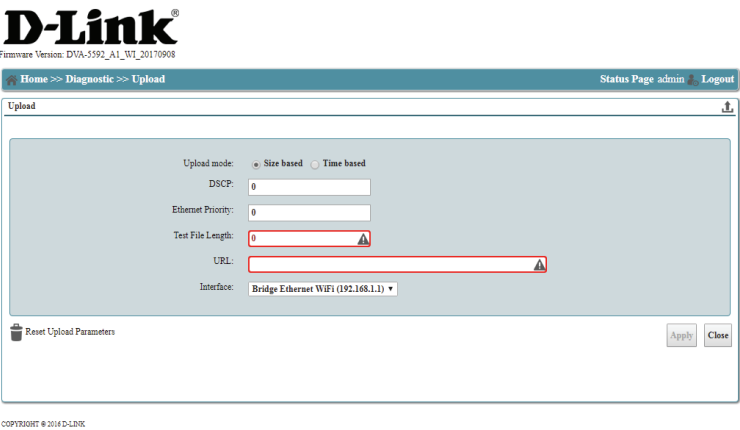 D-Link®
Firmware Version: DVA-5592_A1_WI_20170908
Home >> Diagnostic >> Upload Status Page admin Logout
Upload
Upload mode: Size based Time based
DSCP: 0
Ethernet Priority: 0
Test File Length: 0
URL:
Interface: Bridge Ethernet WiFi (192.168.1.1)
Reset Upload Parameters Apply Close
COPYRIGHT © 2016 D-LINK